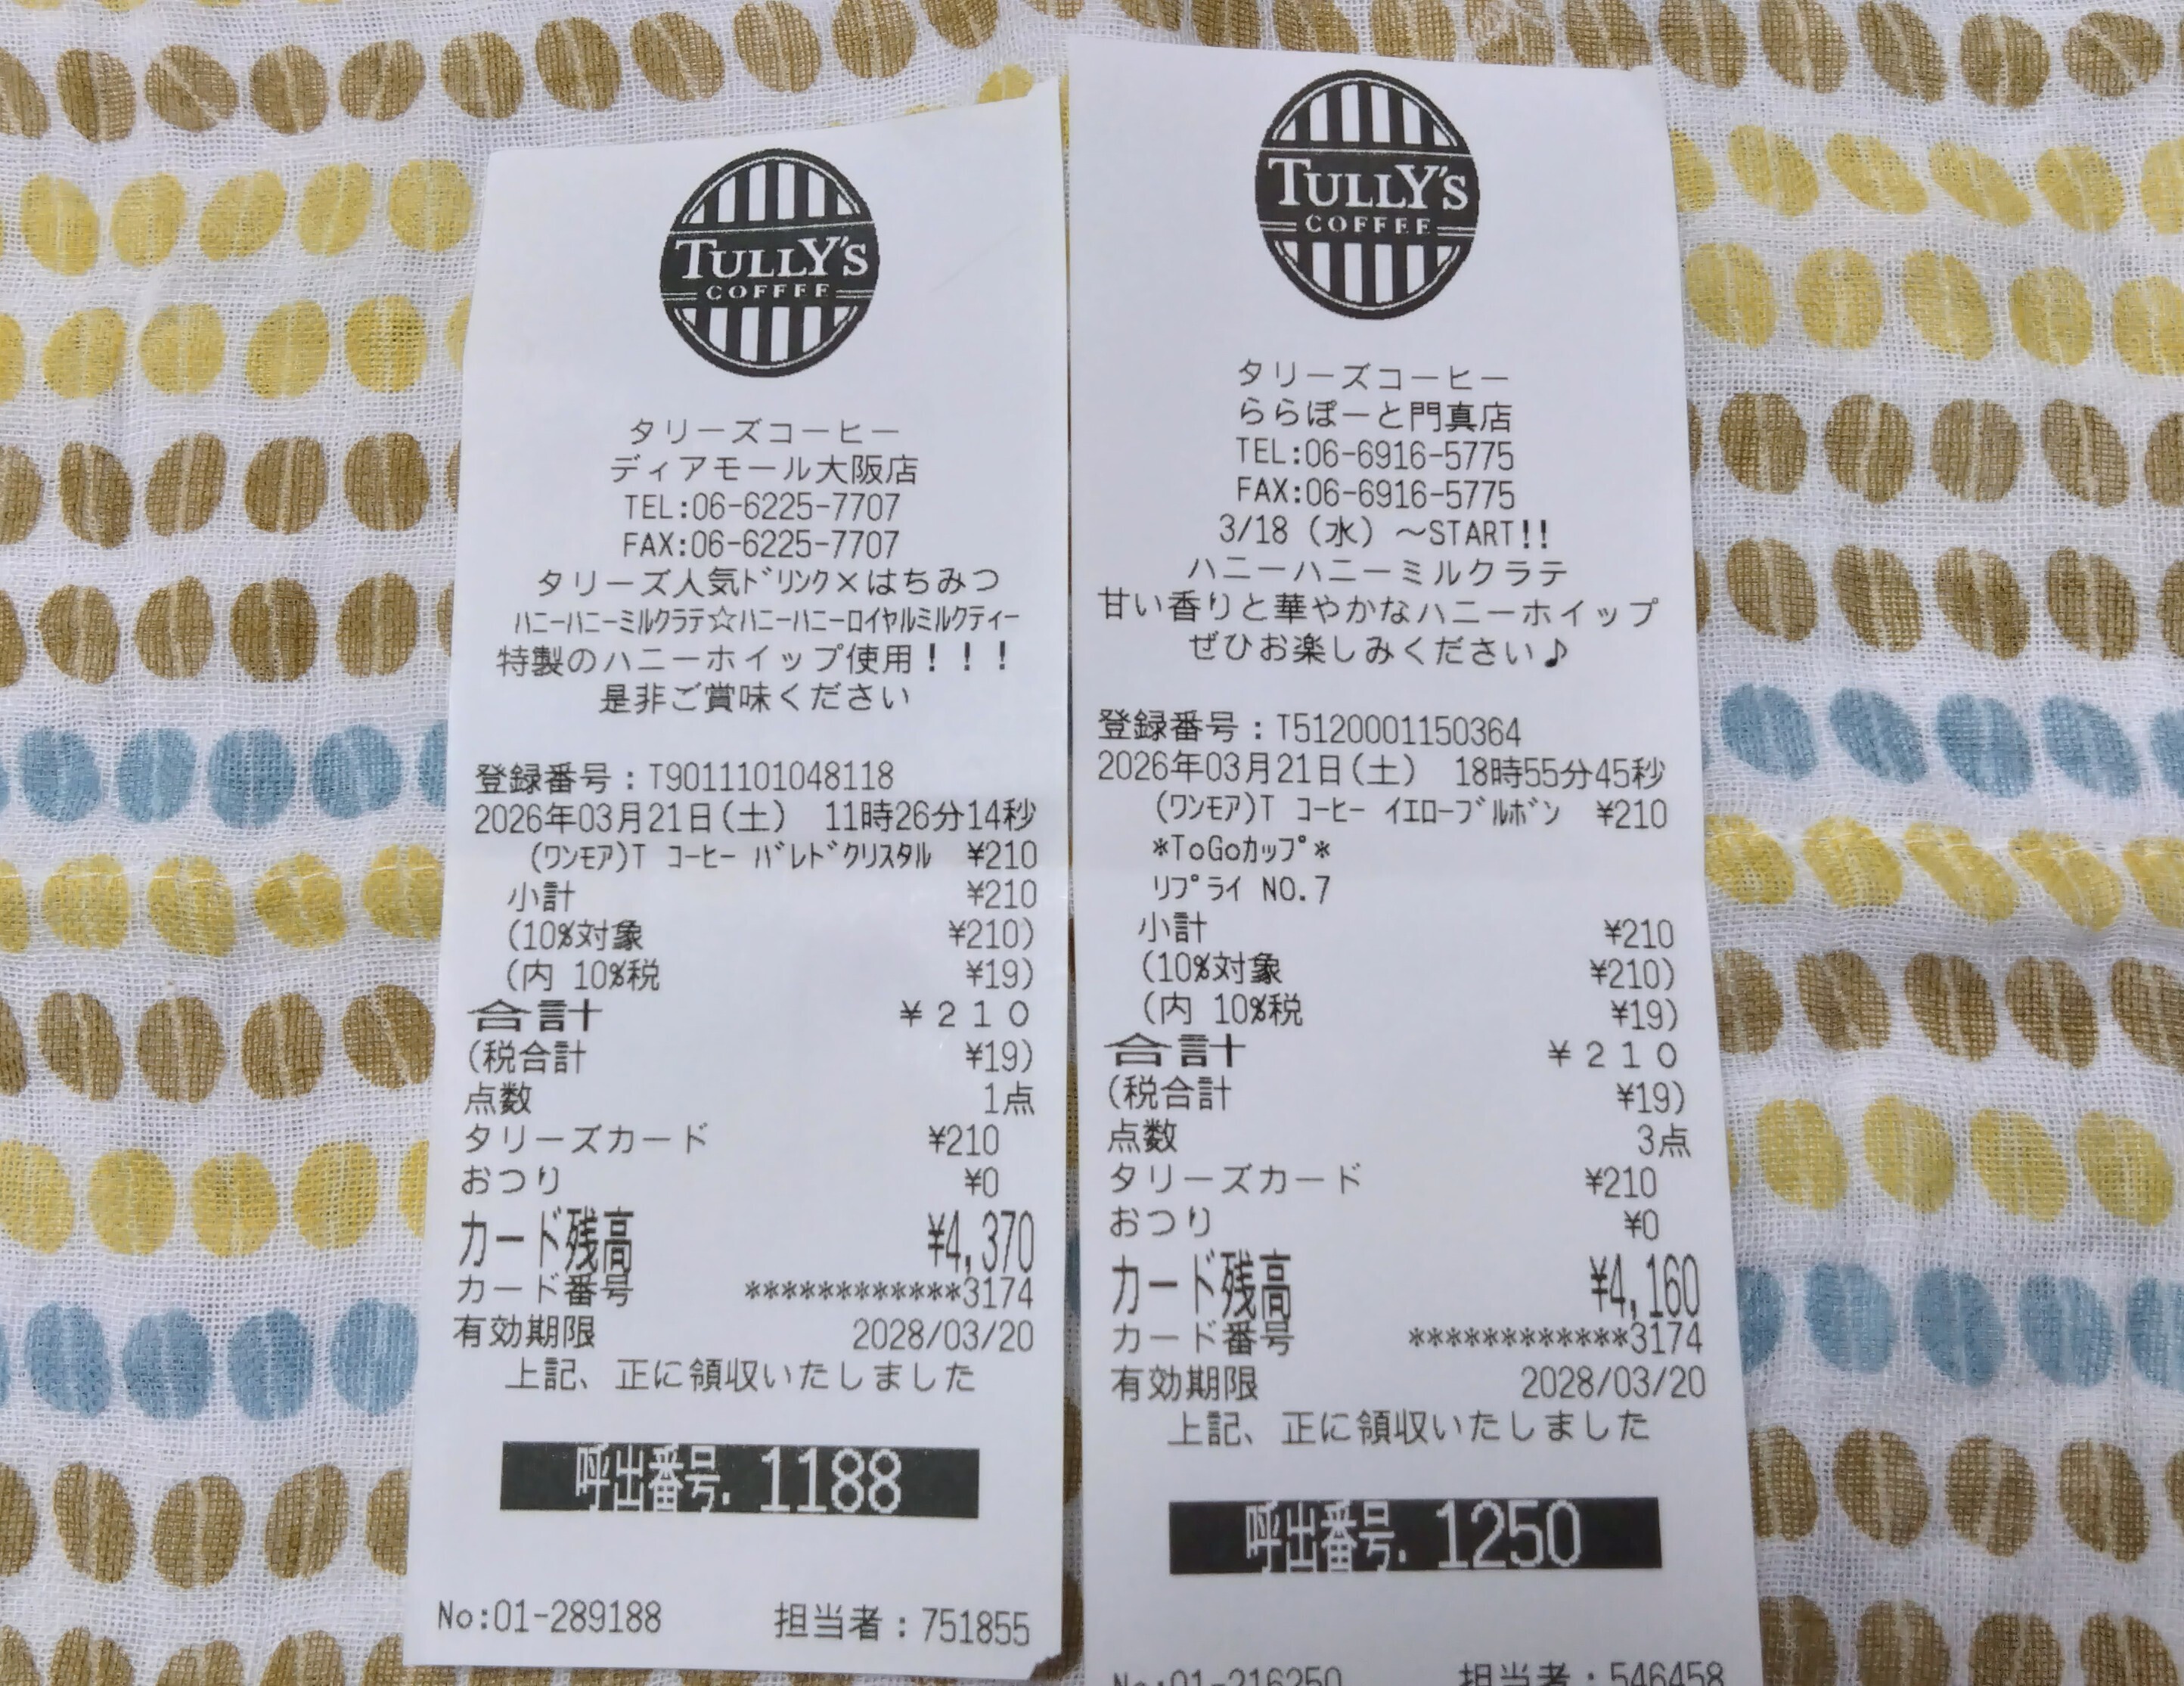 TULLY'S
COFFEE
タリーズコーヒー
ディアモール大阪店
TEL:06-6225-7707
FAX:06-6225-7707
タリーズ人気ドリンク×はちみつ
ハニーハニーミルクラテ☆ハニーハニーロイヤルミルクティー
特製のハニーホイップ使用！！！
是非ご賞味ください
登録番号：T9011101048118
2026年03月21日(土) 11時26分14秒
(ワンモア)T コーヒー バレドクリスタル ¥210
小計 ¥210
(10%対象 ¥210)
(内 10%税 ¥19)
合計 ¥210
(税合計 ¥19)
点数 1点
タリーズカード ¥210
おつり ¥0
カード残高 ¥4,370
カード番号 ************3174
有効期限 2028/03/20
上記、正に領収いたしました
呼出番号. 1188
No:01-289188 担当者：751855
TULLY'S
COFFEE
タリーズコーヒー
ららぽーと門真店
TEL:06-6916-5775
FAX:06-6916-5775
3/18（水）～START!!
ハニーハニーミルクラテ
甘い香りと華やかなハニーホイップ
ぜひお楽しみください♪
登録番号：T5120001150364
2026年03月21日(土) 18時55分45秒
(ワンモア)T コーヒー イエローブルボン ¥210
*ToGoカップ*
リプライ NO.7
小計 ¥210
(10%対象 ¥210)
(内 10%税 ¥19)
合計 ¥210
(税合計 ¥19)
点数 3点
タリーズカード ¥210
おつり ¥0
カード残高 ¥4,160
カード番号 ************3174
有効期限 2028/03/20
上記、正に領収いたしました
呼出番号. 1250
No:01-216250 担当者：546458